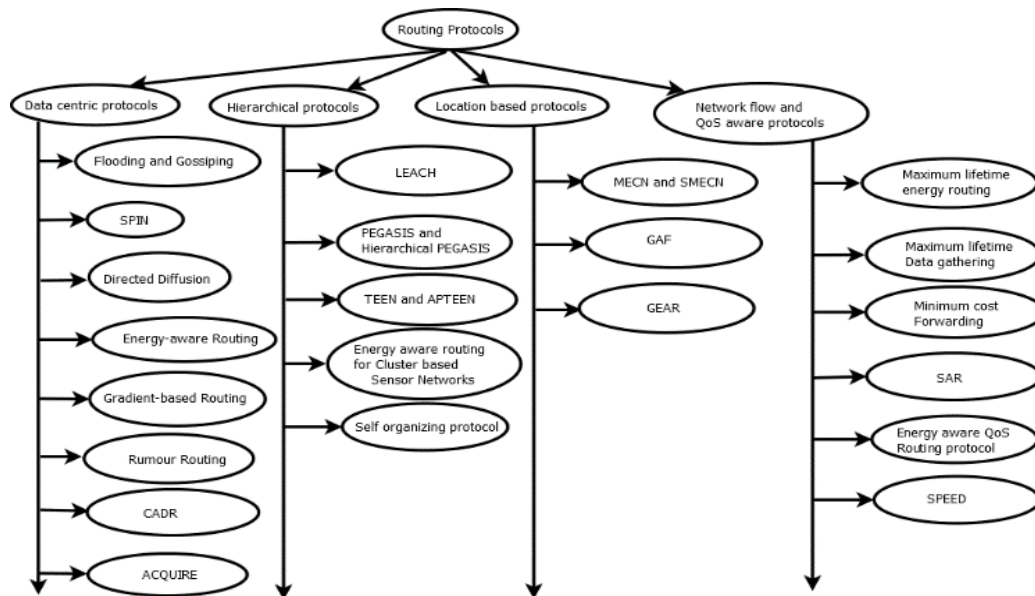 Routing Protocols
Data centric protocols
Hierarchical protocols
Location based protocols
Network flow and
QoS aware protocols
Flooding and Gossiping
SPIN
Directed Diffusion
Energy-aware Routing
Gradient-based Routing
Rumour Routing
CADR
ACQUIRE
LEACH
PEGASIS and
Hierarchical PEGASIS
TEEN and APTEEN
Energy aware routing
for Cluster based
Sensor Networks
Self organizing protocol
MECN and SMECN
GAF
GEAR
Maximum lifetime
energy routing
Maximum lifetime
Data gathering
Minimum cost
Forwarding
SAR
Energy aware QoS
Routing protocol
SPEED